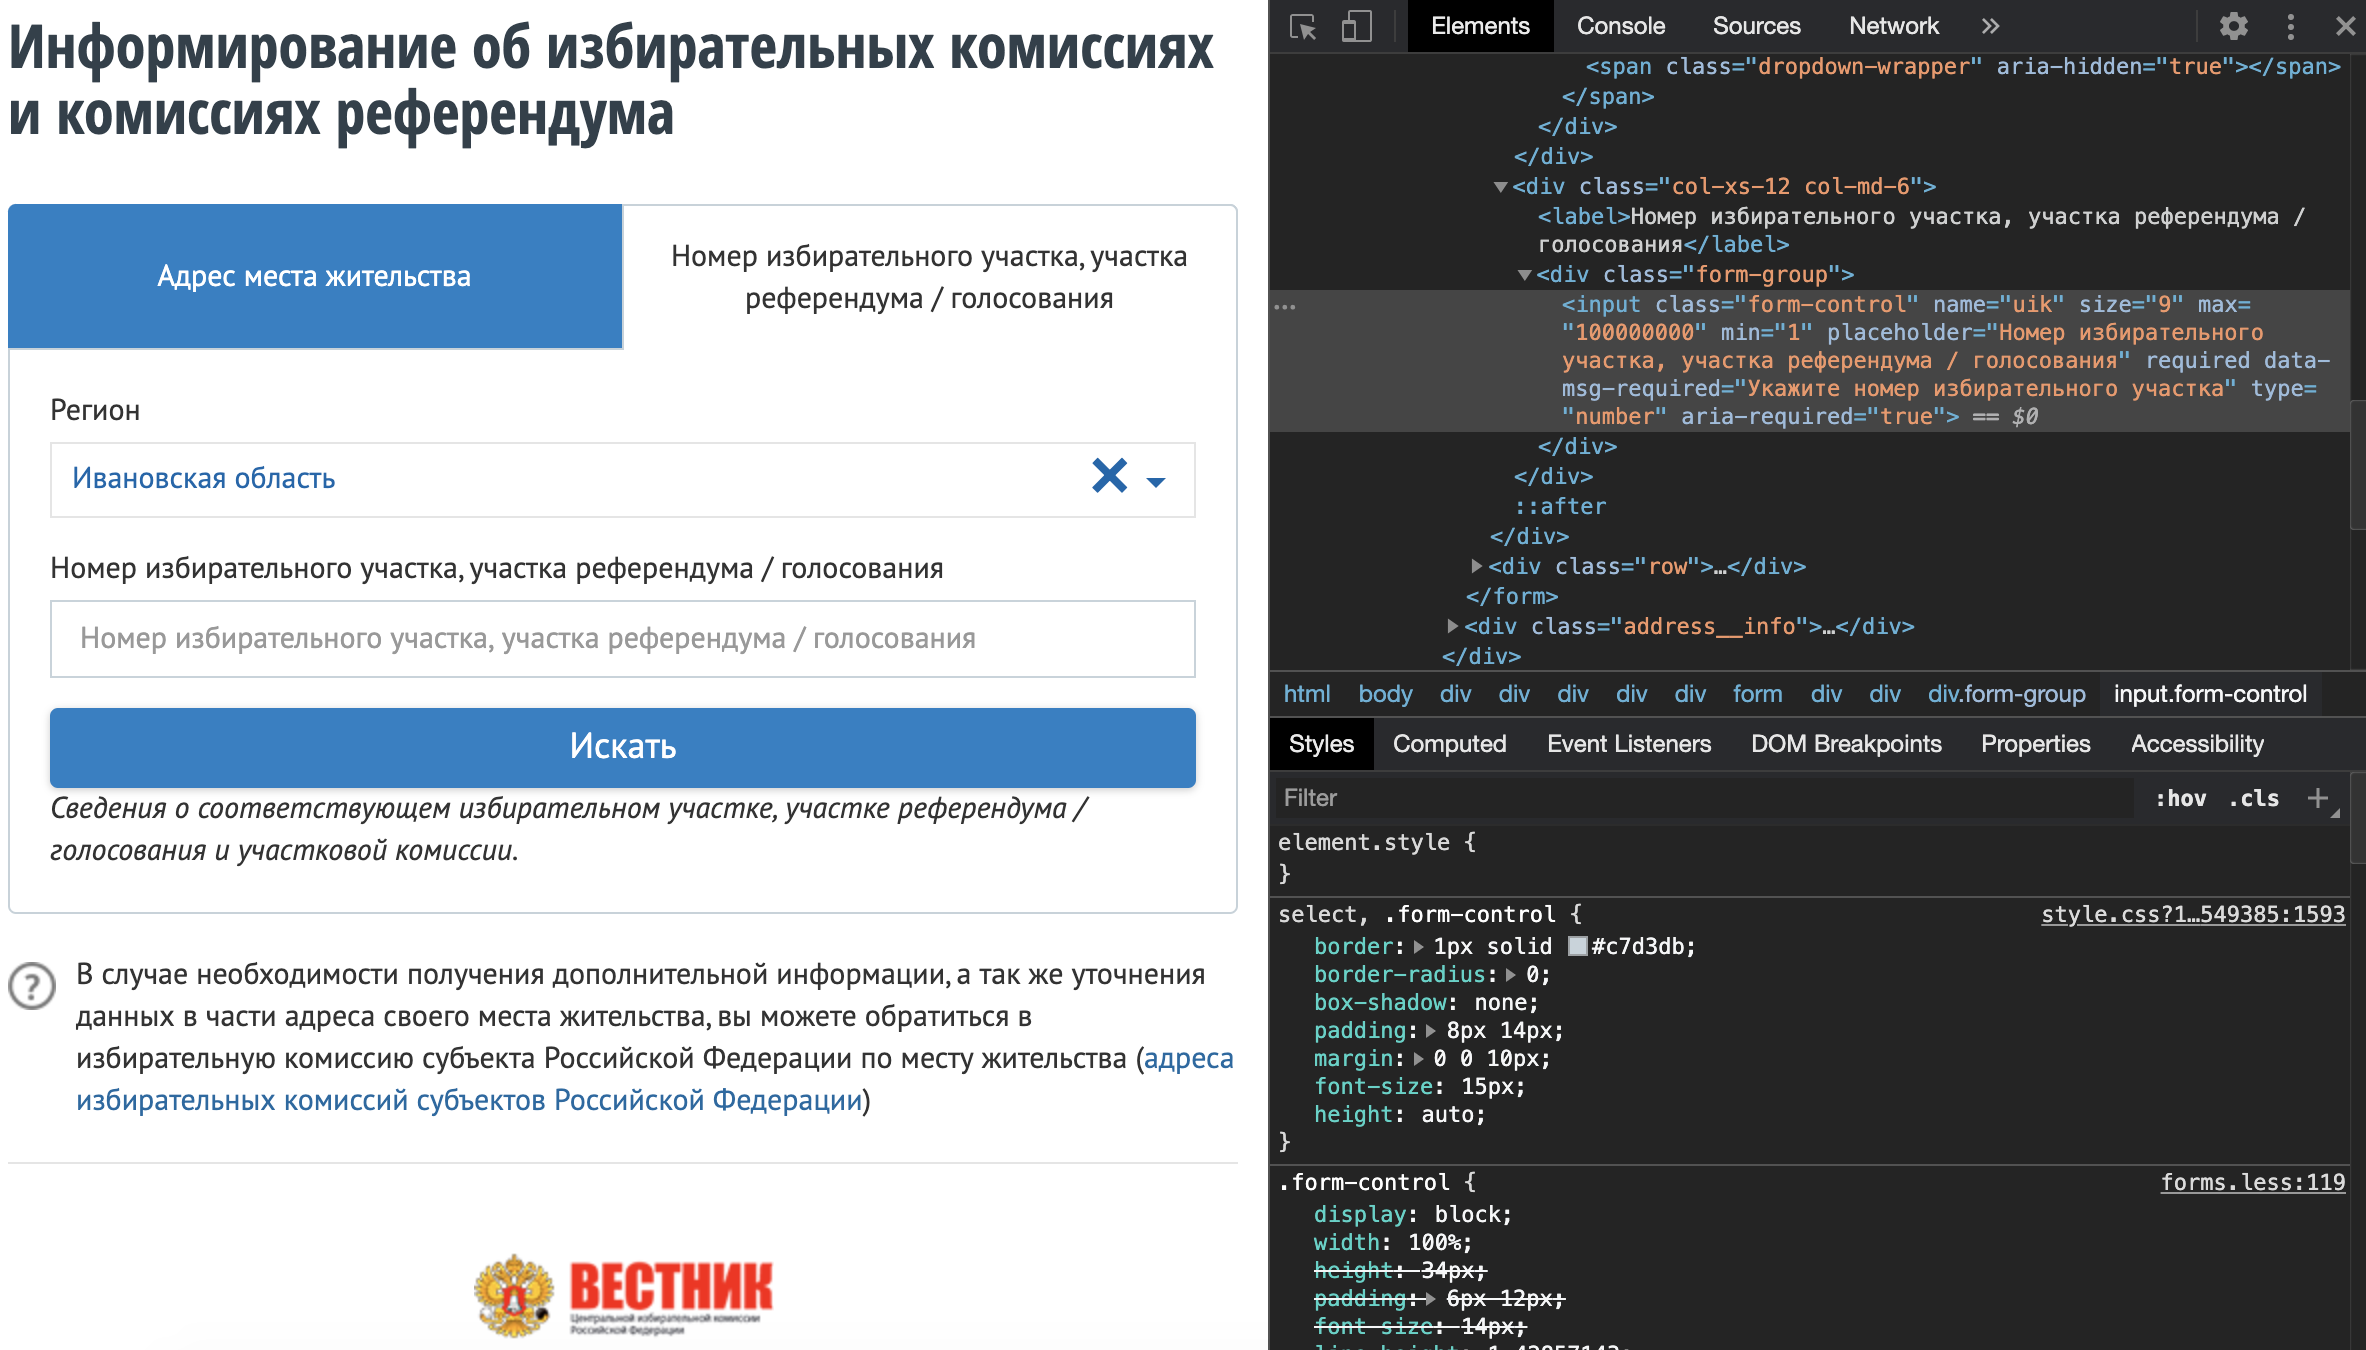 Информирование об избирательных комиссиях
и комиссиях референдума
Адрес места жительства
Номер избирательного участка, участка
референдума / голосования
Регион
Ивановская область
Номер избирательного участка, участка референдума / голосования
Номер избирательного участка, участка референдума / голосования
Искать
Сведения о соответствующем избирательном участке, участке референдума /
голосования и участковой комиссии.
В случае необходимости получения дополнительной информации, а так же уточнения
данных в части адреса своего места жительства, вы можете обратиться в
избирательную комиссию субъекта Российской Федерации по месту жительства (адреса
избирательных комиссий субъектов Российской Федерации)
ВЕСТНИК
Центральной избирательной комиссии
Российской Федерации
Elements Console Sources Network »
<span class="dropdown-wrapper" aria-hidden="true"></span>
</span>
</div>
</div>
▼<div class="col-xs-12 col-md-6">
<label>Номер избирательного участка, участка референдума /
голосования</label>
▼<div class="form-group">
… <input class="form-control" name="uik" size="9" max=
"100000000" min="1" placeholder="Номер избирательного
участка, участка референдума / голосования" required data-
msg-required="Укажите номер избирательного участка" type=
"number" aria-required="true"> == $0
</div>
</div>
::after
</div>
▶<div class="row">…</div>
</form>
▶<div class="address__info">…</div>
</div>
html body div div div div div form div div div.form-group input.form-control
Styles Computed Event Listeners DOM Breakpoints Properties Accessibility
Filter :hov .cls +
element.style {
}
select, .form-control { style.css?1…549385:1593
border: ▶ 1px solid #c7d3db;
border-radius: ▶ 0;
box-shadow: none;
padding: ▶ 8px 14px;
margin: ▶ 0 0 10px;
font-size: 15px;
height: auto;
}
.form-control { forms.less:119
display: block;
width: 100%;
height: 34px;
padding: ▶ 6px 12px;
font-size: 14px;